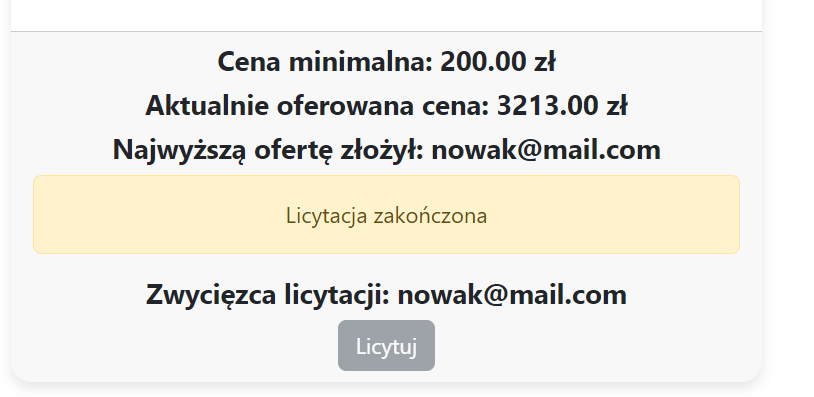 Cena minimalna: 200.00 zł
Aktualnie oferowana cena: 3213.00 zł
Najwyższą ofertę złożył: nowak@mail.com
Licytacja zakończona
Zwycięzca licytacji: nowak@mail.com
Licytuj